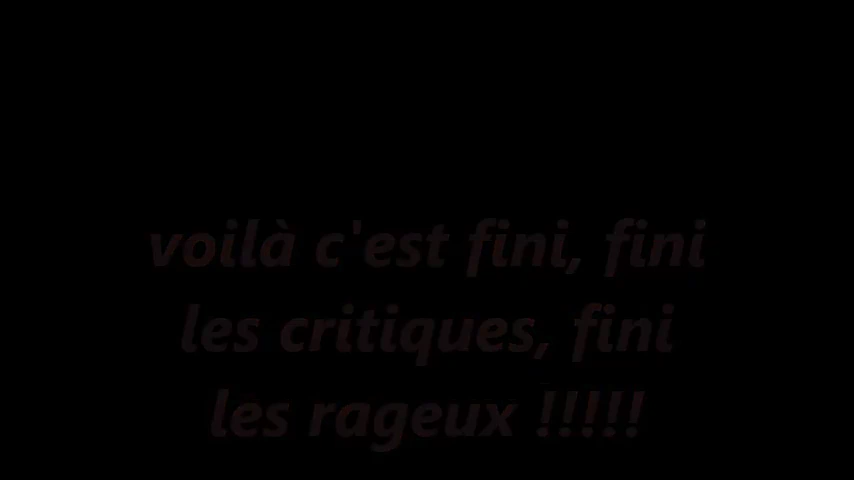 voilà c'est fini, fini
les critiques, fini
les rageux !!!!!